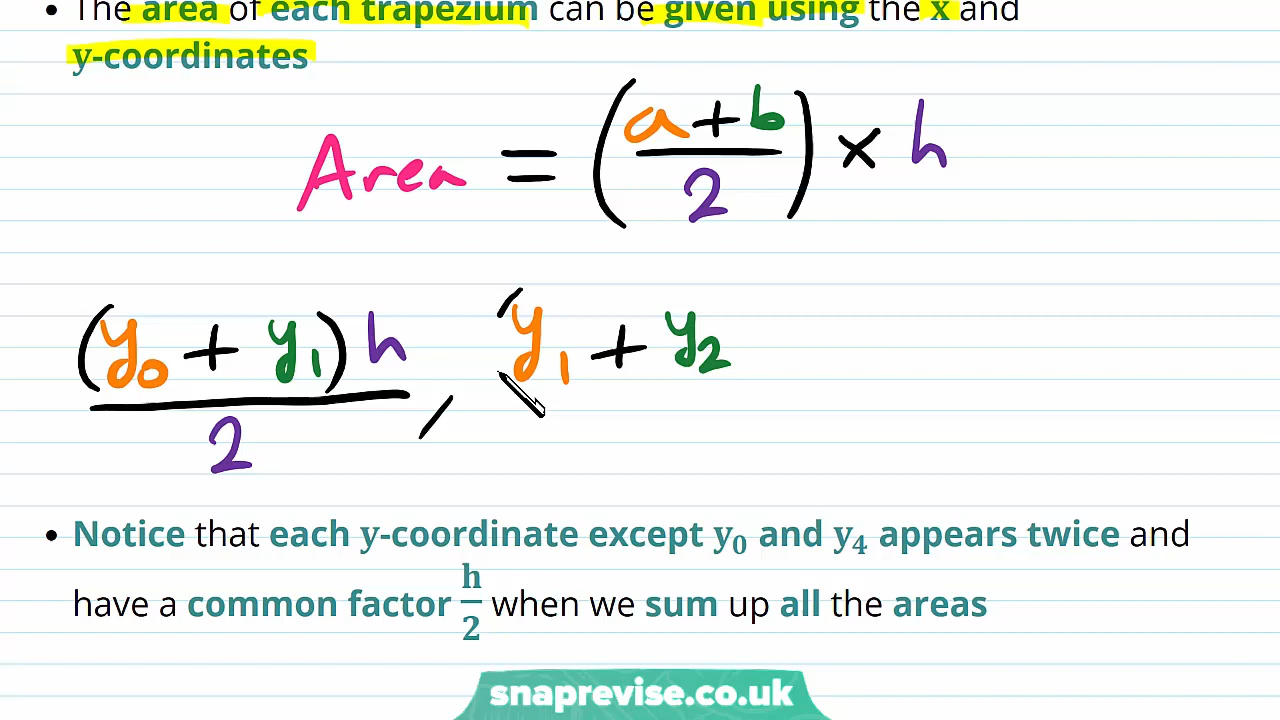 • The area of each trapezium can be given using the x and
y-coordinates
Area = (a + b / 2) × h
(y₀ + y₁)h / 2 , (y₁ + y₂
• Notice that each y-coordinate except y₀ and y₄ appears twice and
have a common factor h/2 when we sum up all the areas
snaprevise.co.uk